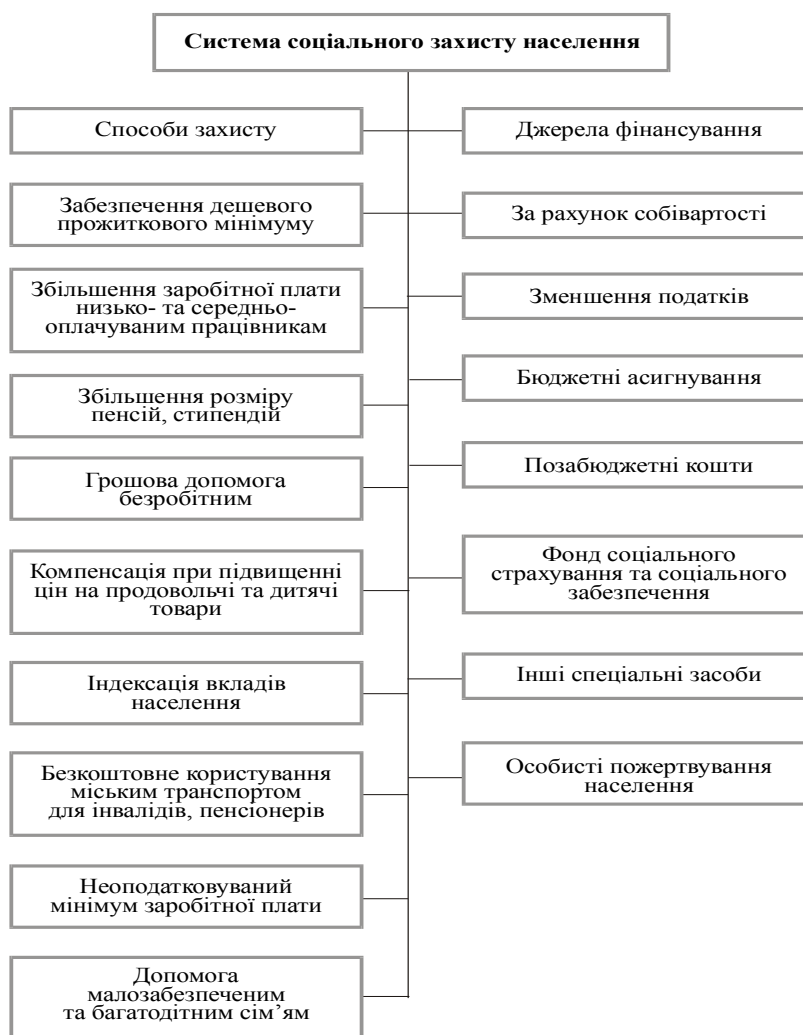 Система соціального захисту населення
Способи захисту
Забезпечення дешевого
прожиткового мінімуму
Збільшення заробітної плати
низько- та середньо-
оплачуваним працівникам
Збільшення розміру
пенсій, стипендій
Грошова допомога
безробітним
Компенсація при підвищенні
цін на продовольчі та дитячі
товари
Індексація вкладів
населення
Безкоштовне користування
міським транспортом
для інвалідів, пенсіонерів
Неоподатковуваний
мінімум заробітної плати
Допомога
малозабезпеченим
та багатодітним сім’ям
Джерела фінансування
За рахунок собівартості
Зменшення податків
Бюджетні асигнування
Позабюджетні кошти
Фонд соціального
страхування та соціального
забезпечення
Інші спеціальні засоби
Особисті пожертвування
населення